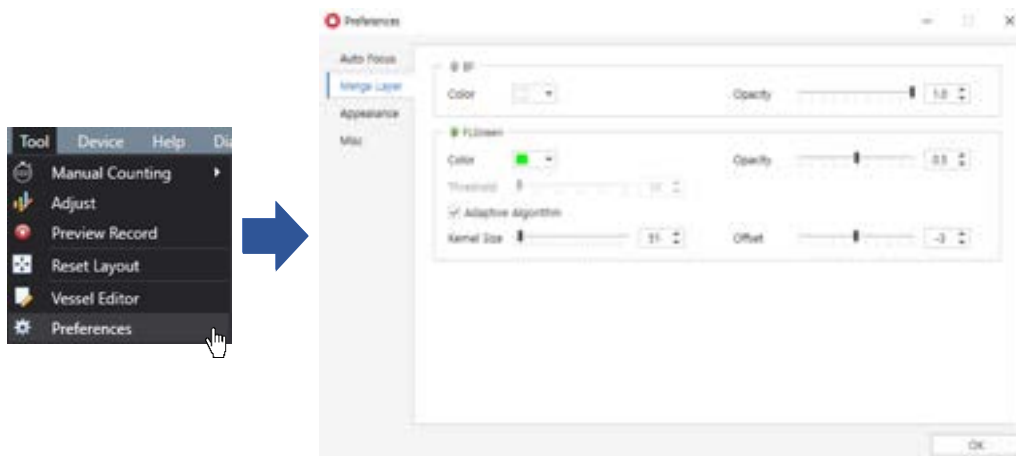 Tool Device Help
Manual Counting
Adjust
Preview Record
Reset Layout
Vessel Editor
Preferences
Preferences
Auto Focus
Merge Layer
Appearance
Misc
BF
Color
Opacity
1.0
FLGreen
Color
Opacity
0.5
Threshold
Adaptive Algorithm
Kernel Size
51
Offset
-3
OK